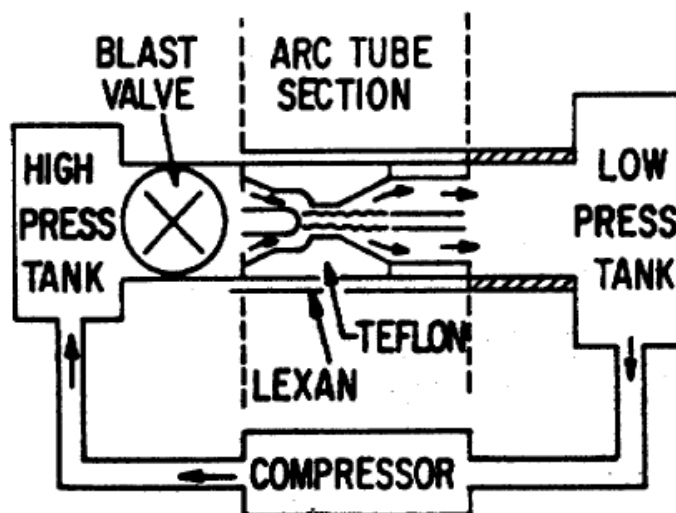 BLAST
VALVE
ARC TUBE
SECTION
HIGH
PRESS
TANK
LOW
PRESS
TANK
TEFLON
LEXAN
COMPRESSOR